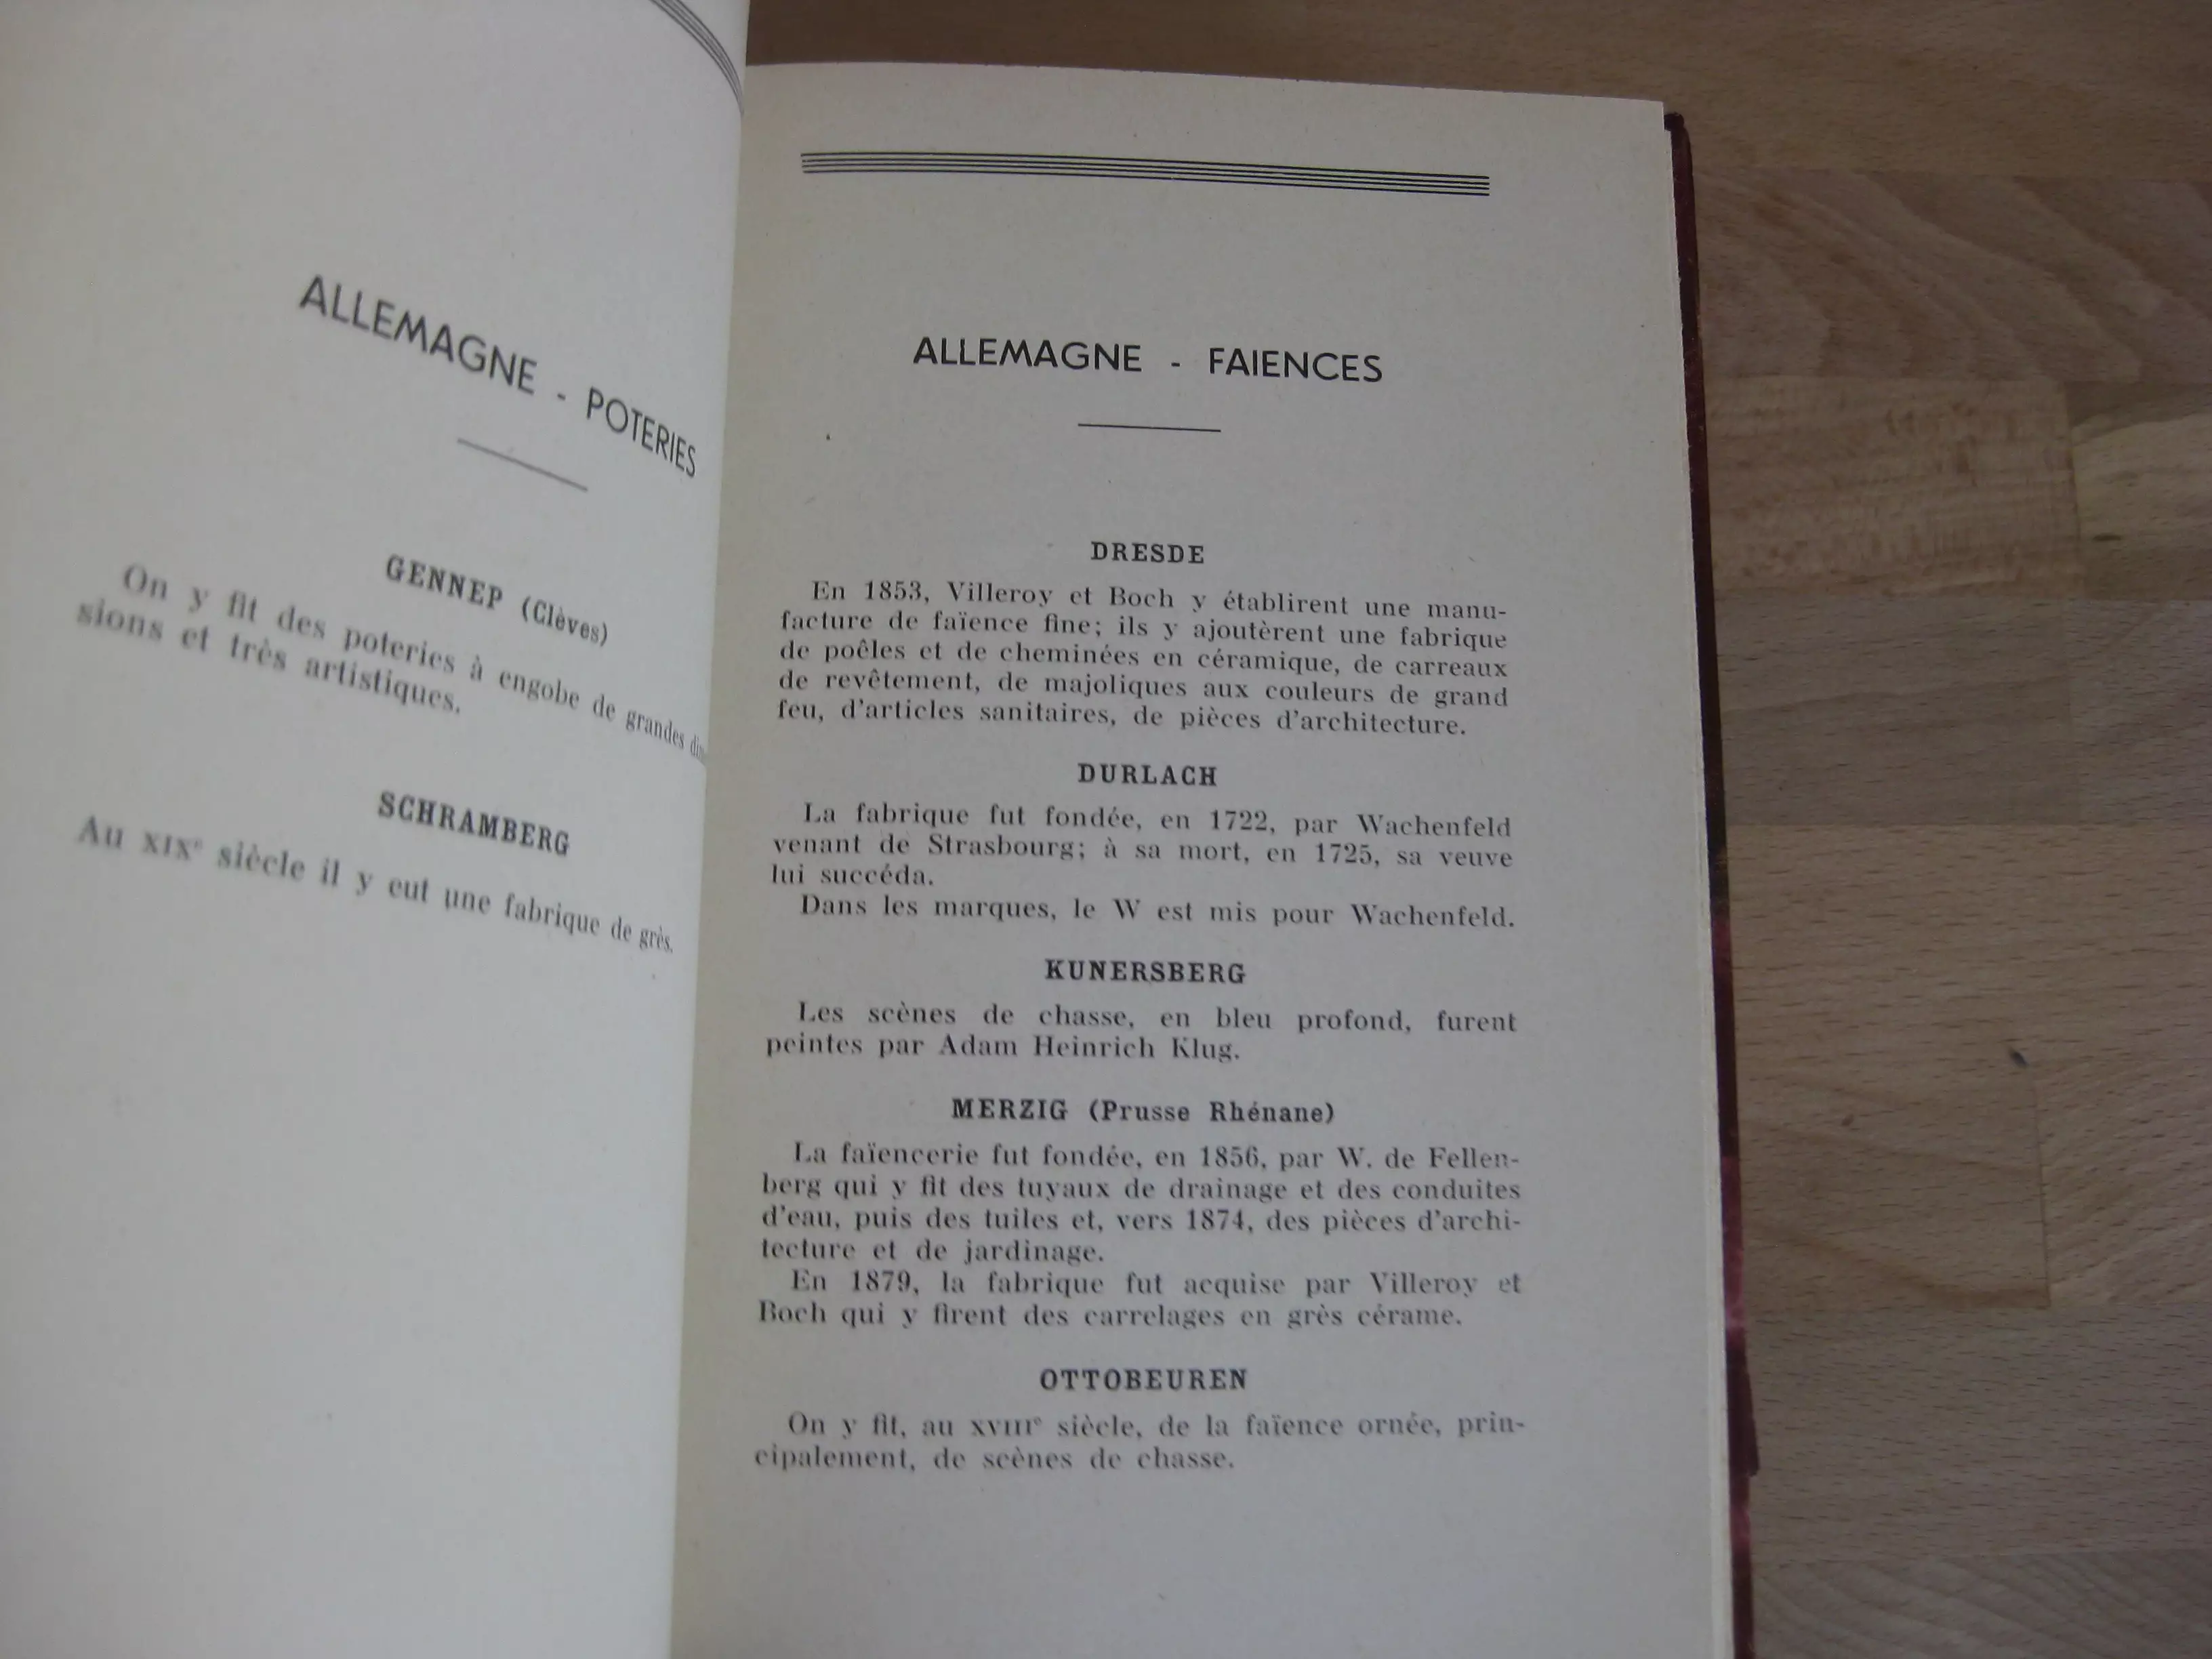 ALLEMAGNE - POTERIES
GENNEP (Clèves)
On y fit des poteries à engobe de grandes
sions et très artistiques.
SCHRAMBERG
Au XIXe siècle il y eut une fabrique de grès.
ALLEMAGNE - FAIENCES
DRESDE
En 1853, Villeroy et Boch y établirent une manu-
facture de faïence fine; ils y ajoutèrent une fabrique
de poêles et de cheminées en céramique, de carreaux
de revêtement, de majoliques aux couleurs de grand
feu, d'articles sanitaires, de pièces d'architecture.
DURLACH
La fabrique fut fondée, en 1722, par Wachenfeld
venant de Strasbourg; à sa mort, en 1725, sa veuve
lui succéda.
Dans les marques, le W est mis pour Wachenfeld.
KUNERSBERG
Les scènes de chasse, en bleu profond, furent
peintes par Adam Heinrich Klug.
MERZIG (Prusse Rhénane)
La faïencerie fut fondée, en 1856, par W. de Fellen-
berg qui y fit des tuyaux de drainage et des conduites
d'eau, puis des tuiles et, vers 1874, des pièces d'archi-
tecture et de jardinage.
En 1879, la fabrique fut acquise par Villeroy et
Boch qui y firent des carrelages en grès cérame.
OTTOBEUREN
On y fit, au XVIIIe siècle, de la faïence ornée, prin-
cipalement, de scènes de chasse.